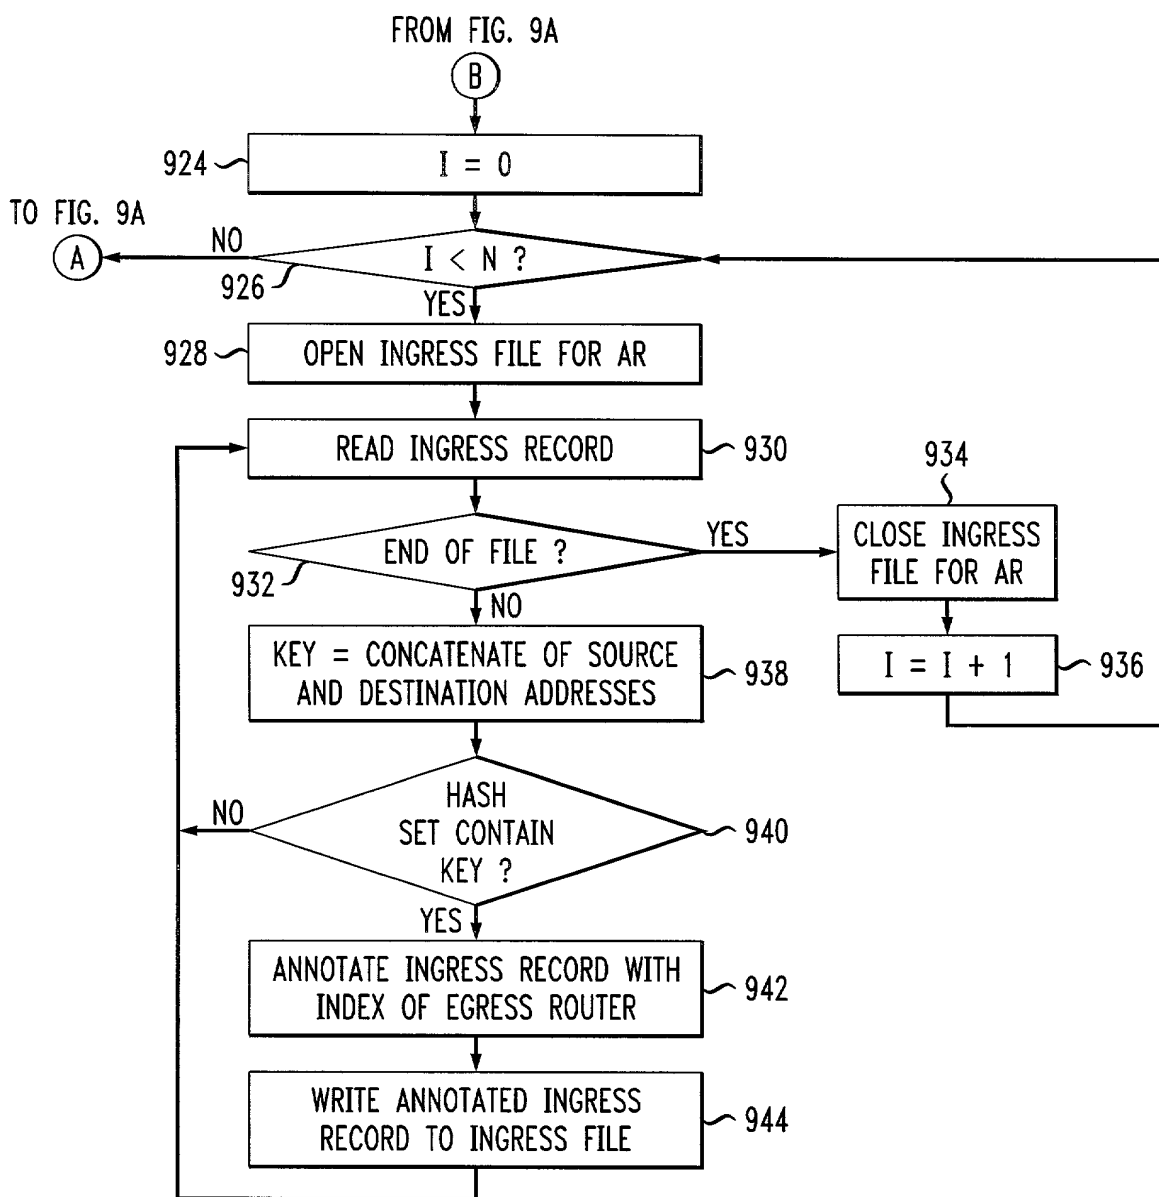 FROM FIG. 9A
B
924
I = 0
TO FIG. 9A
A
NO
I < N ?
926
YES
928
OPEN INGRESS FILE FOR AR
READ INGRESS RECORD
930
934
END OF FILE ?
YES
CLOSE INGRESS
FILE FOR AR
932
NO
KEY = CONCATENATE OF SOURCE
AND DESTINATION ADDRESSES
938
I = I + 1
936
NO
HASH
SET CONTAIN
KEY ?
940
YES
ANNOTATE INGRESS RECORD WITH
INDEX OF EGRESS ROUTER
942
WRITE ANNOTATED INGRESS
RECORD TO INGRESS FILE
944